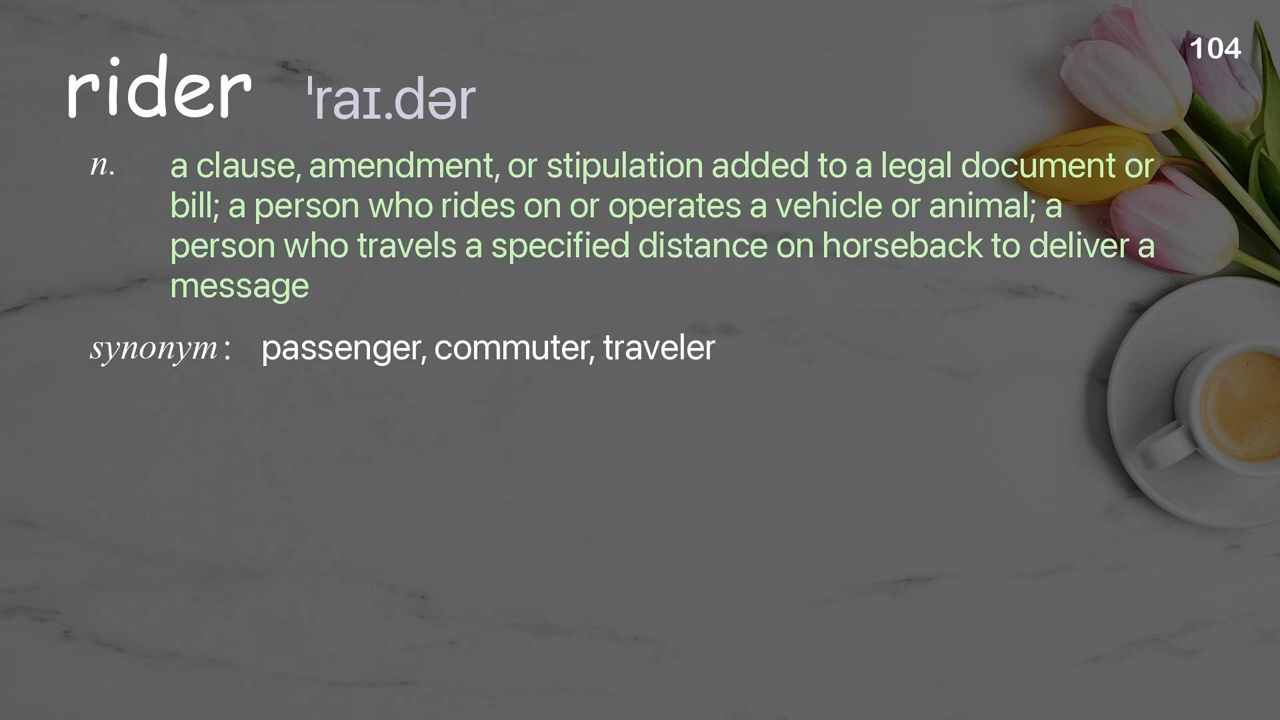 104
rider ˈraɪ.dər
n. a clause, amendment, or stipulation added to a legal document or
bill; a person who rides on or operates a vehicle or animal; a
person who travels a specified distance on horseback to deliver a
message
synonym : passenger, commuter, traveler